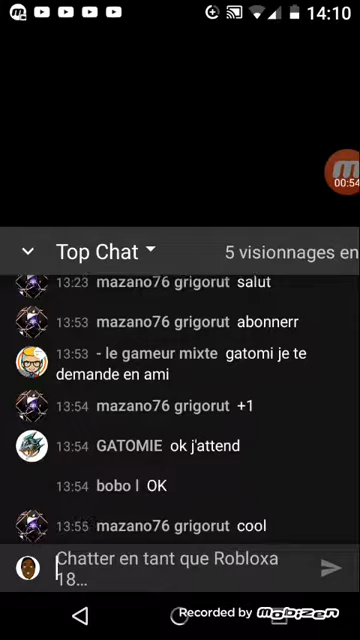 14:10
00:54
Top Chat 5 visionnages en
13:23 mazano76 grigorut salut
13:53 mazano76 grigorut abonnerr
13:53 - le gameur mixte gatomi je te
demande en ami
13:54 mazano76 grigorut +1
13:54 GATOMIE ok j'attend
13:54 bobo l OK
13:55 mazano76 grigorut cool
Chatter en tant que Robloxa
18…
Recorded by mobizen